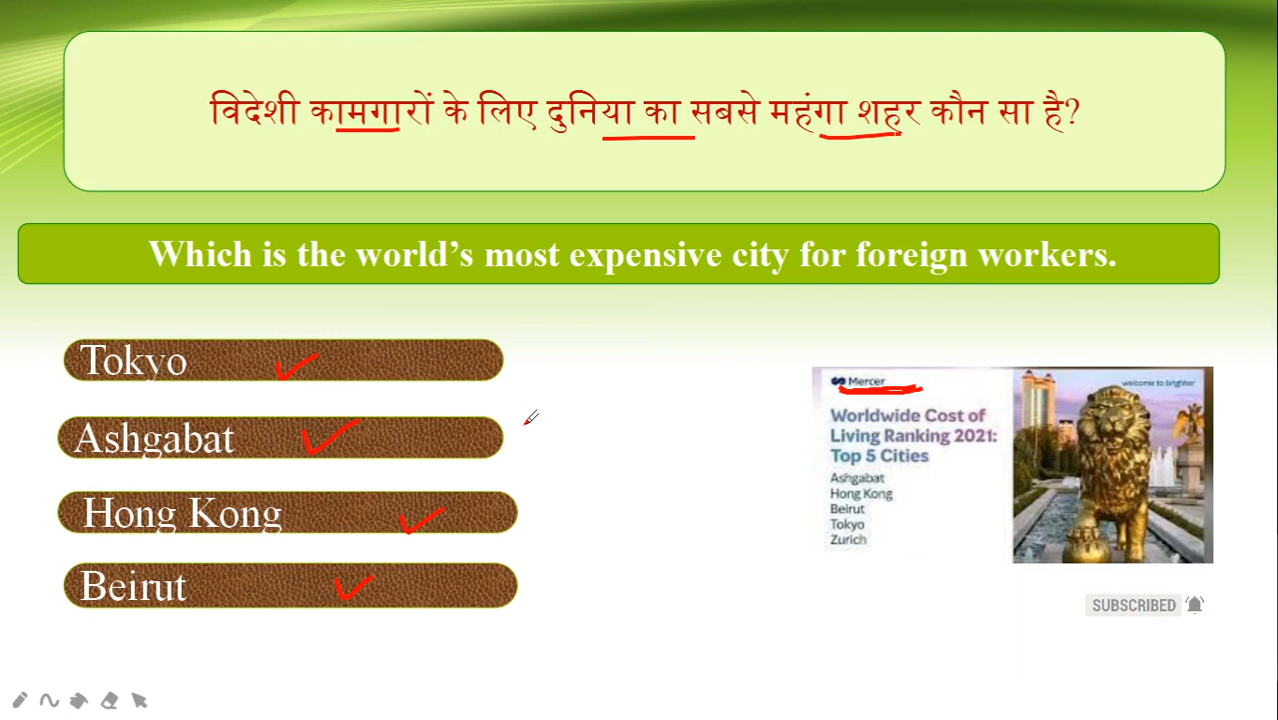 विदेशी कामगारों के लिए दुनिया का सबसे महंगा शहर कौन सा है?
Which is the world’s most expensive city for foreign workers.
Tokyo
Ashgabat
Hong Kong
Beirut
Mercer
welcome to brighter
Worldwide Cost of
Living Ranking 2021:
Top 5 Cities
Ashgabat
Hong Kong
Beirut
Tokyo
Zurich
SUBSCRIBED